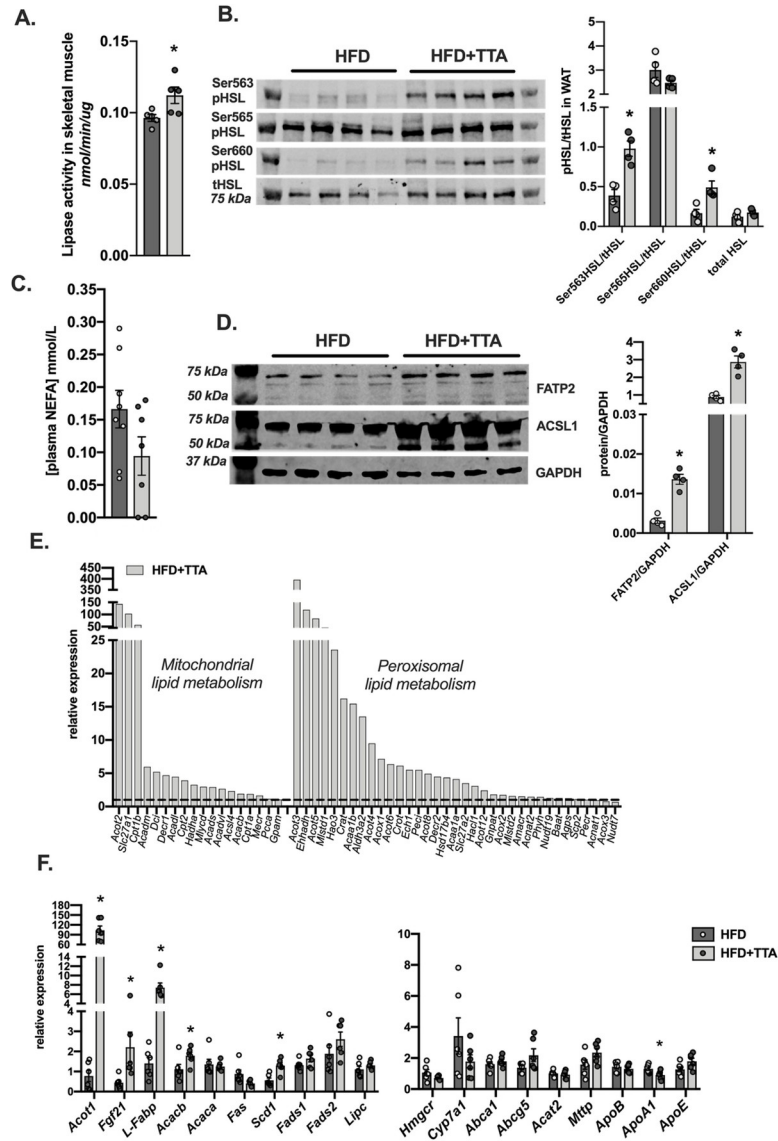 A.
Lipase activity in skeletal muscle
nmol/min/ug
0.15
0.10
0.05
0.00
*
B.
HFD
HFD+TTA
Ser563
pHSL
Ser565
pHSL
Ser660
pHSL
tHSL
75 kDa
pHSL/tHSL in WAT
5
4
3
2
1.0
0.5
0.0
*
*
Ser563HSL/tHSL
Ser565HSL/tHSL
Ser660HSL/tHSL
total HSL
C.
[plasma NEFA] mmol/L
0.40
0.35
0.30
0.25
0.20
0.15
0.10
0.05
0.00
D.
HFD
HFD+TTA
75 kDa
50 kDa
75 kDa
50 kDa
37 kDa
FATP2
ACSL1
GAPDH
protein/GAPDH
4
3
2
1
0
0.03
0.02
0.01
0.00
*
*
FATP2/GAPDH
ACSL1/GAPDH
E.
HFD+TTA
relative expression
450
400
350
300
150
100
50
25
20
15
10
5
0
Mitochondrial
lipid metabolism
Peroxisomal
lipid metabolism
Acot2
Slc27a1
Cpt1b
Acadm
Dci
Decr1
Acadl
Cpt2
Hadha
Mlycd
Acads
Acadvl
Acsl4
Acacb
Cpt1a
Mecr
Pcca
Gpam
Acot3
Ehhadh
Acot5
Mlstd1
Hao3
Crat
Acaa1b
Aldh3a2
Acot4
Acox1
Acot6
Crot
Ech1
Peci
Acot8
Decr2
Hsd17b4
Acaa1a
Slc27a2
Hacl1
Acot12
Gnpat
Acox2
Mlstd2
Amacr
Acnat2
Phyh
Nudt19
Baat
Agps
Scp2
Pecr
Acnat1
Acox3
Nudt7
F.
relative expression
180
150
120
90
60
14
12
10
8
6
4
3
2
1
0
*
*
*
*
*
Acot1
Fgf21
L-Fabp
Acacb
Acaca
Fas
Scd1
Fads1
Fads2
Lipc
10
8
6
4
2
0
*
Hmgcr
Cyp7a1
Abca1
Abcg5
Acat2
Mttp
ApoB
ApoA1
ApoE
HFD
HFD+TTA